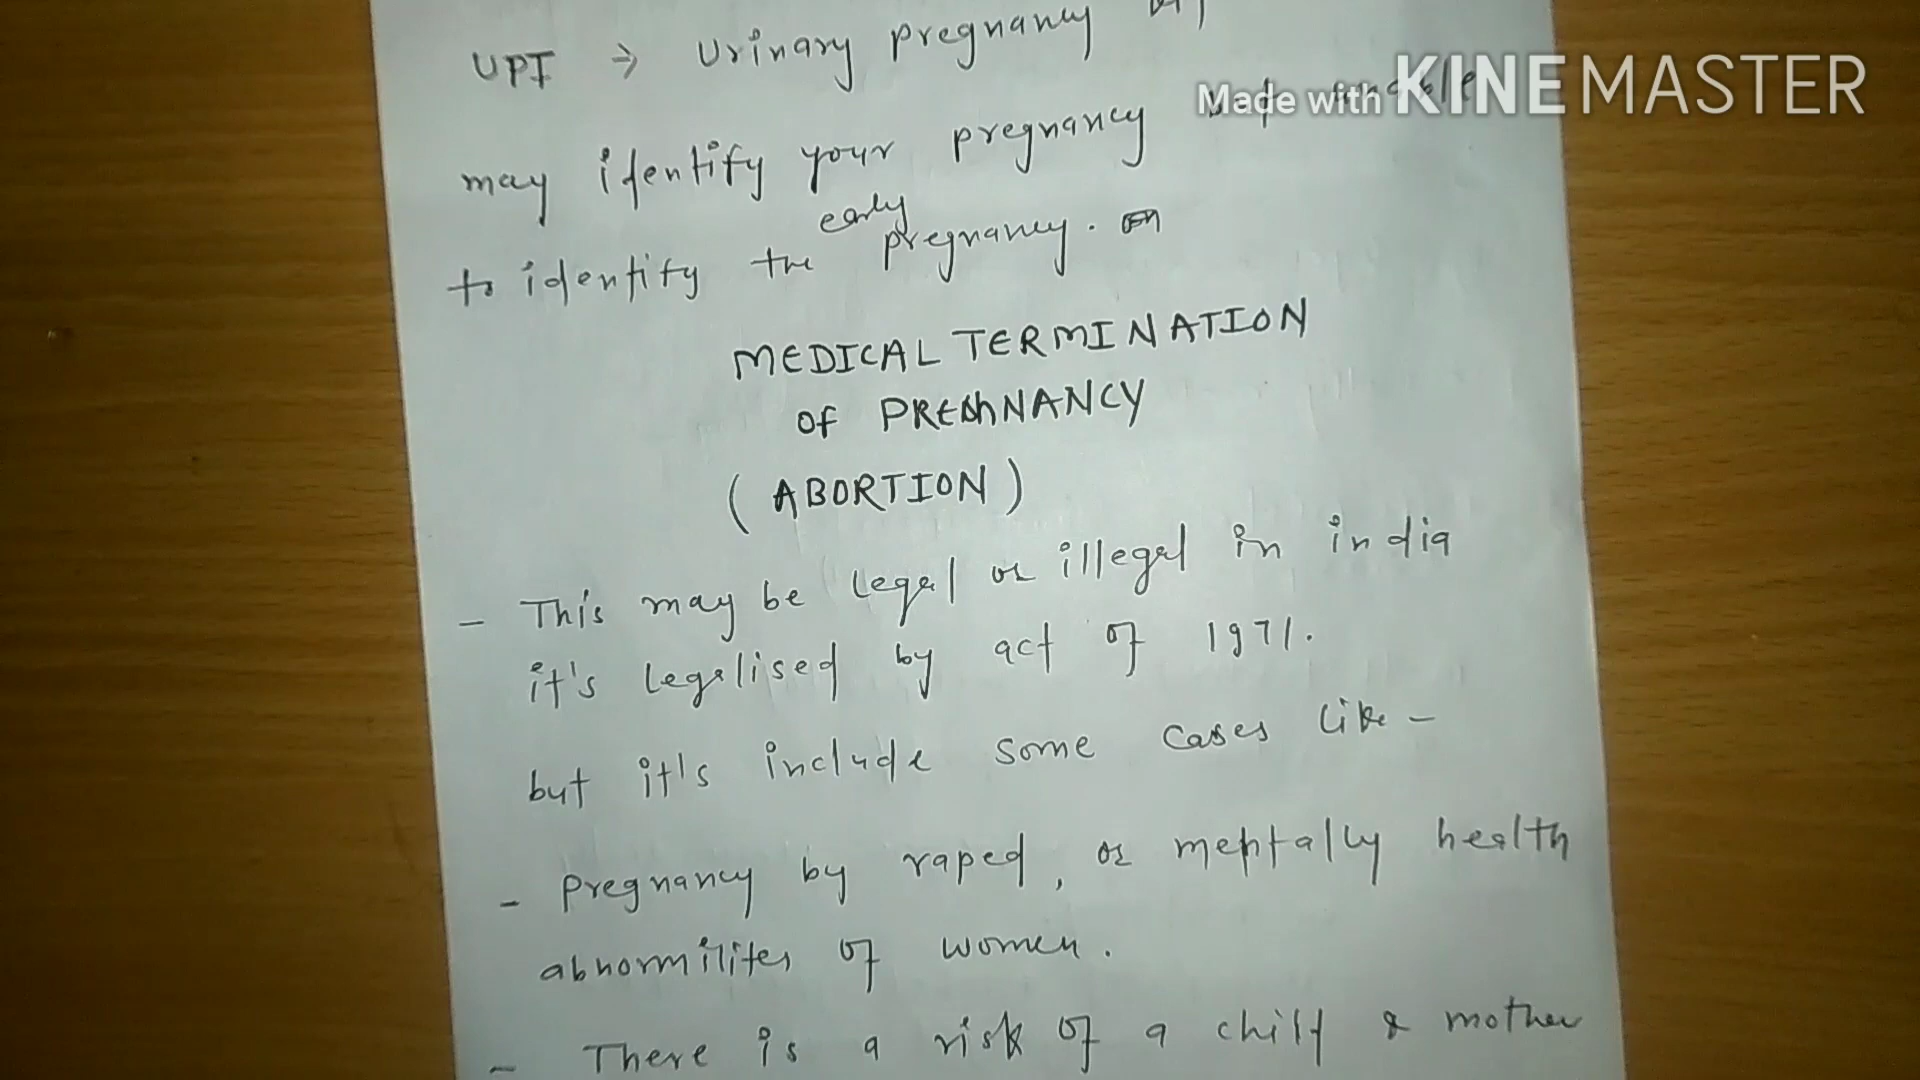 UPI → Urinary pregnancy
Made with KINEMASTER
may identify your pregnancy
early
to identify the pregnancy.
MEDICAL TERMINATION
of PREGNANCY
(ABORTION)
- This may be legal or illegal in india
it's legalised by act of 1971.
but it's include some cases like -
- Pregnancy by raped, or mentally health
abnormilites of women.
- There is a risk of a child & mother